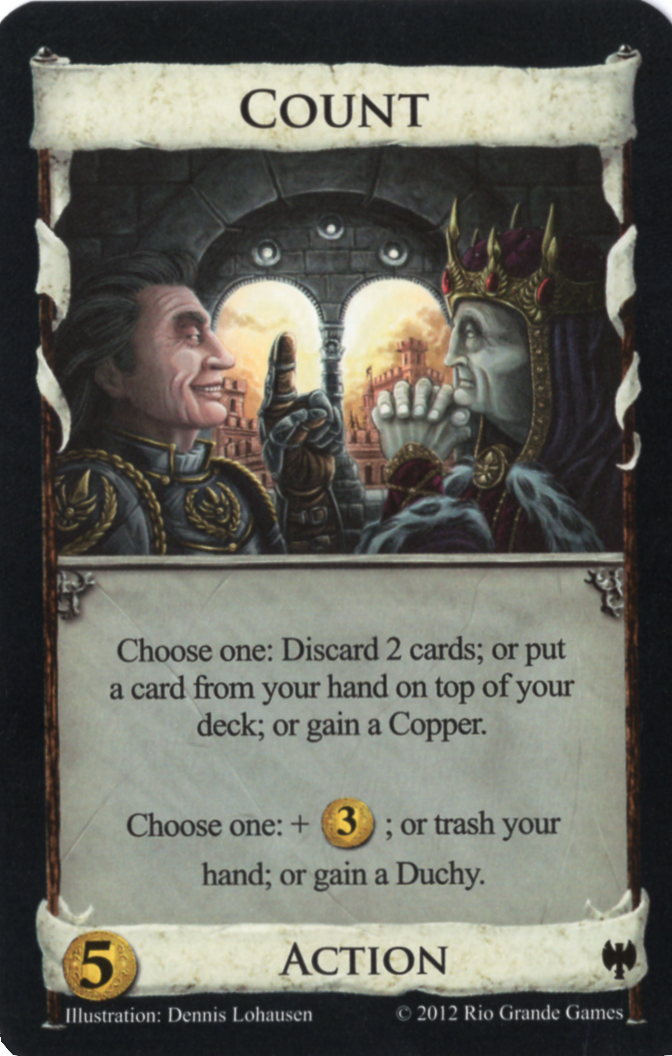 COUNT
Choose one: Discard 2 cards; or put
a card from your hand on top of your
deck; or gain a Copper.
Choose one: + 3 ; or trash your
hand; or gain a Duchy.
5 ACTION
Illustration: Dennis Lohausen © 2012 Rio Grande Games